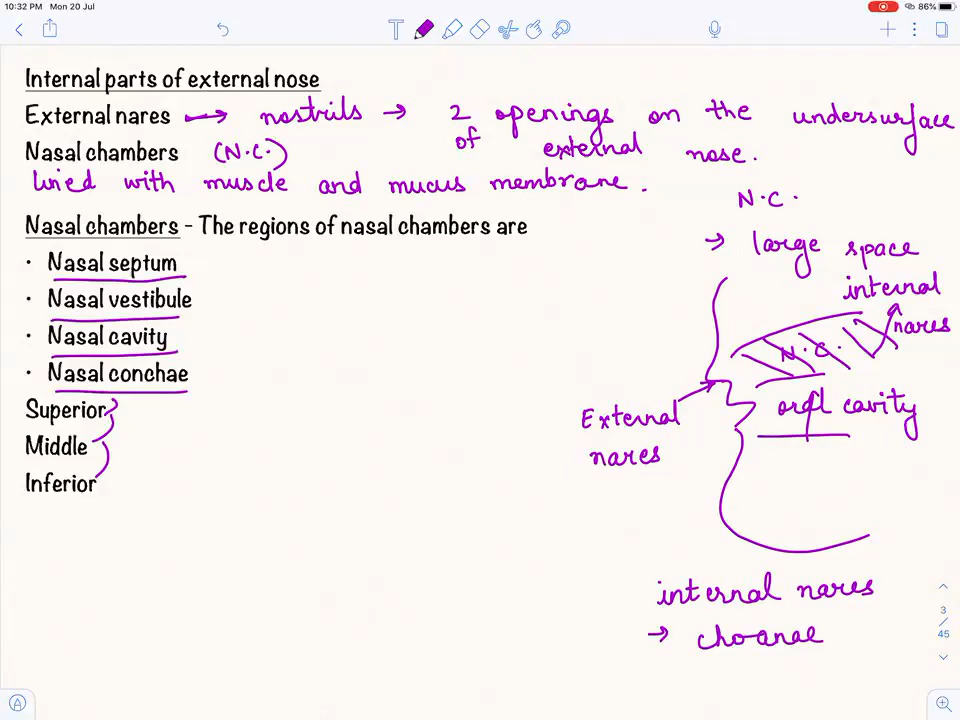 10:32 PM Mon 20 Jul
86%
Internal parts of external nose
External nares → nostrils → 2 openings on the undersurface
of external nose.
Nasal chambers (N.C.)
lined with muscle and mucus membrane.
N.C.
Nasal chambers - The regions of nasal chambers are
→ large space
• Nasal septum
internal
nares
• Nasal vestibule
• Nasal cavity
N.C.
• Nasal conchae
Superior
oral cavity
External
nares
Middle
Inferior
internal nares
→ choanae
3
/
45